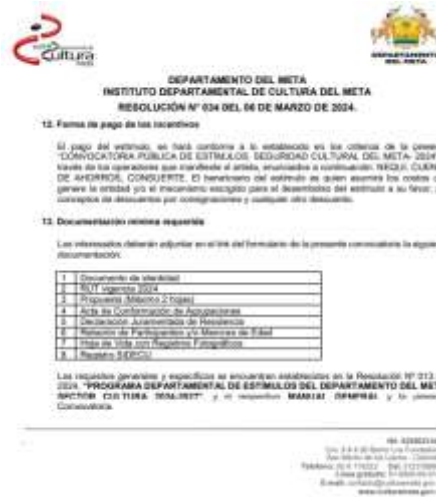 Cultura
DEPARTAMENTO
DEL META
DEPARTAMENTO DEL META
INSTITUTO DEPARTAMENTAL DE CULTURA DEL META
RESOLUCIÓN N° 034 DEL 06 DE MARZO DE 2024.
12. Forma de pago de los incentivos
El pago del estímulo, se hará conforme a lo establecido en los criterios de la
"CONVOCATORIA PÚBLICA DE ESTÍMULOS SEGURIDAD CULTURAL DEL META- 2024"
través de los operadores que manifieste el artista, enunciados a continuación: NEQUI,
DE AHORROS, CONSUERTE. El beneficiario del estímulo es quien asumirá los costos
genere la entidad y/o el mecanismo escogido para el desembolso del estímulo a su favor,
conceptos de descuentos por consignaciones y cualquier otro descuento.
13. Documentación mínima requerida
Los interesados deberán adjuntar en el link del formulario de la presente convocatoria la
documentación:
1 Documento de identidad
2 RUT vigencia 2024
3 Propuesta (Máximo 2 hojas)
4 Acta de Conformación de Agrupaciones
5 Declaración Juramentada de Residencia
6 Relación de Participantes y/o Menores de Edad
7 Hoja de Vida con Registros Fotográficos
8 Registro SIDECU
Los requisitos generales y específicos se encuentran establecidos en la Resolución N° 013
2024, "PROGRAMA DEPARTAMENTAL DE ESTÍMULOS DEL DEPARTAMENTO DEL
SECTOR CULTURA 2024-2027" y el respectivo MANUAL GENERAL y la
Convocatoria.